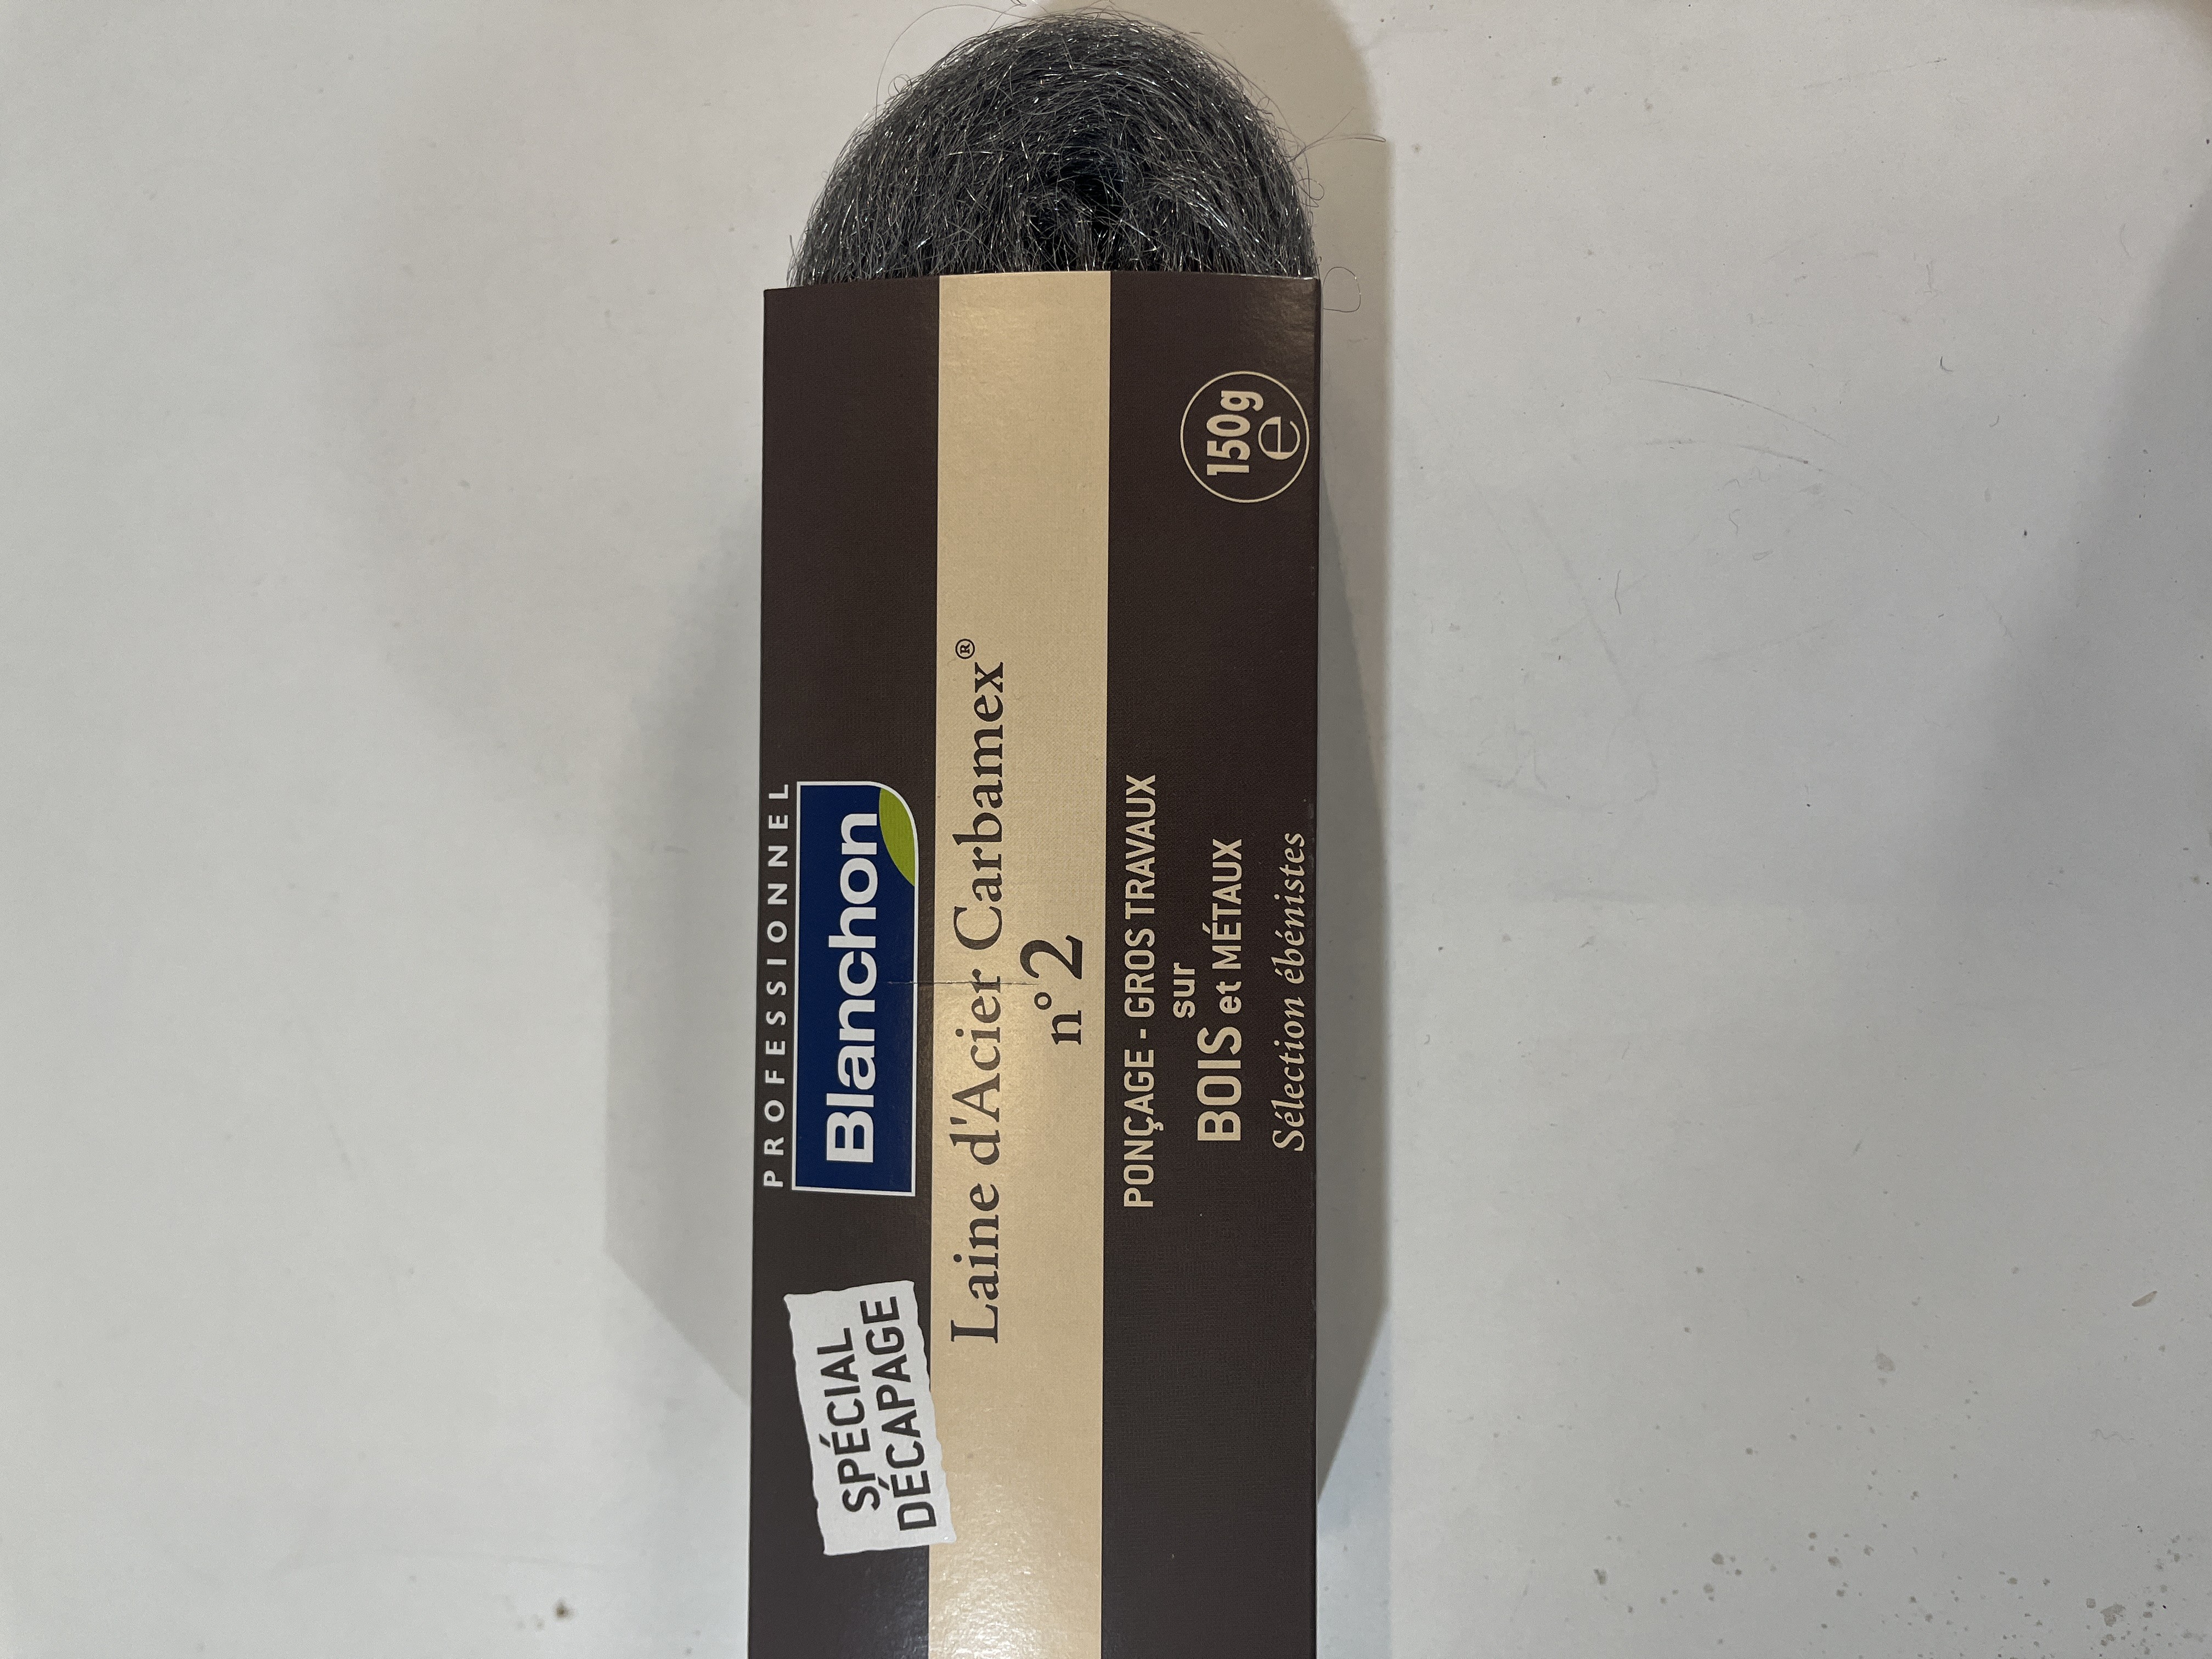 SPÉCIAL
DÉCAPAGE
PROFESSIONNEL
Blanchon
Laine d'Acier Carbamex®
n°2
PONÇAGE - GROS TRAVAUX
sur
BOIS et MÉTAUX
Sélection ébénistes
150g
e